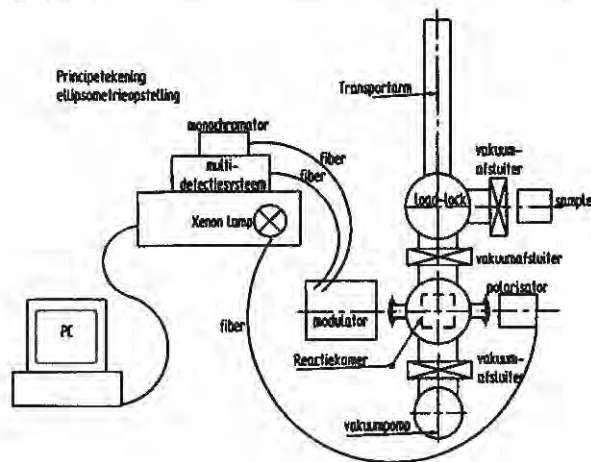 Principetekening
ellipsometrieopstelling
monochromator
multi-
detectiesysteem
Xenon lamp
fiber
fiber
fiber
PC
modulator
Reactiekamer
vakuumpomp
Transportarm
vakuum-
afsluiter
load-lock
sample
vakuumafsluiter
polarisator
vakuum-
afsluiter